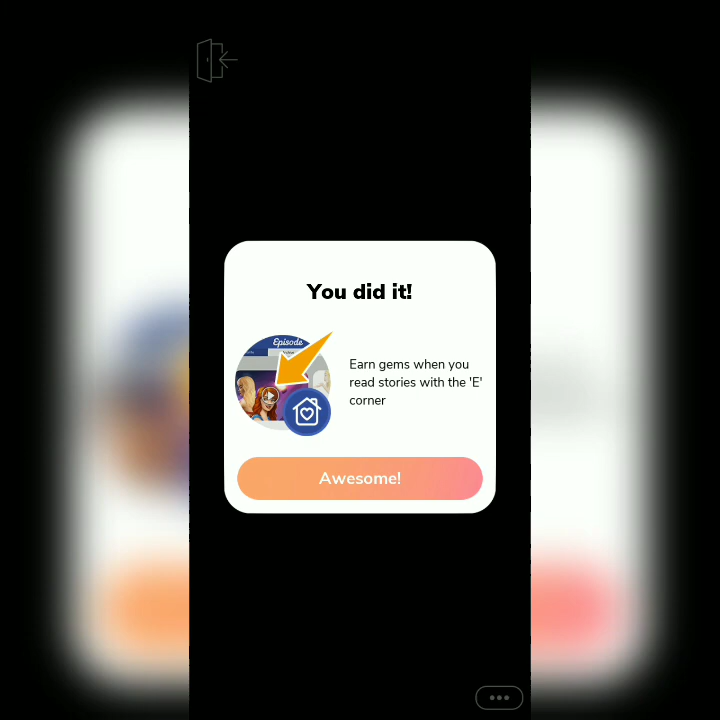 You did it!
Episode
Earn gems when you
read stories with the 'E'
corner
Awesome!